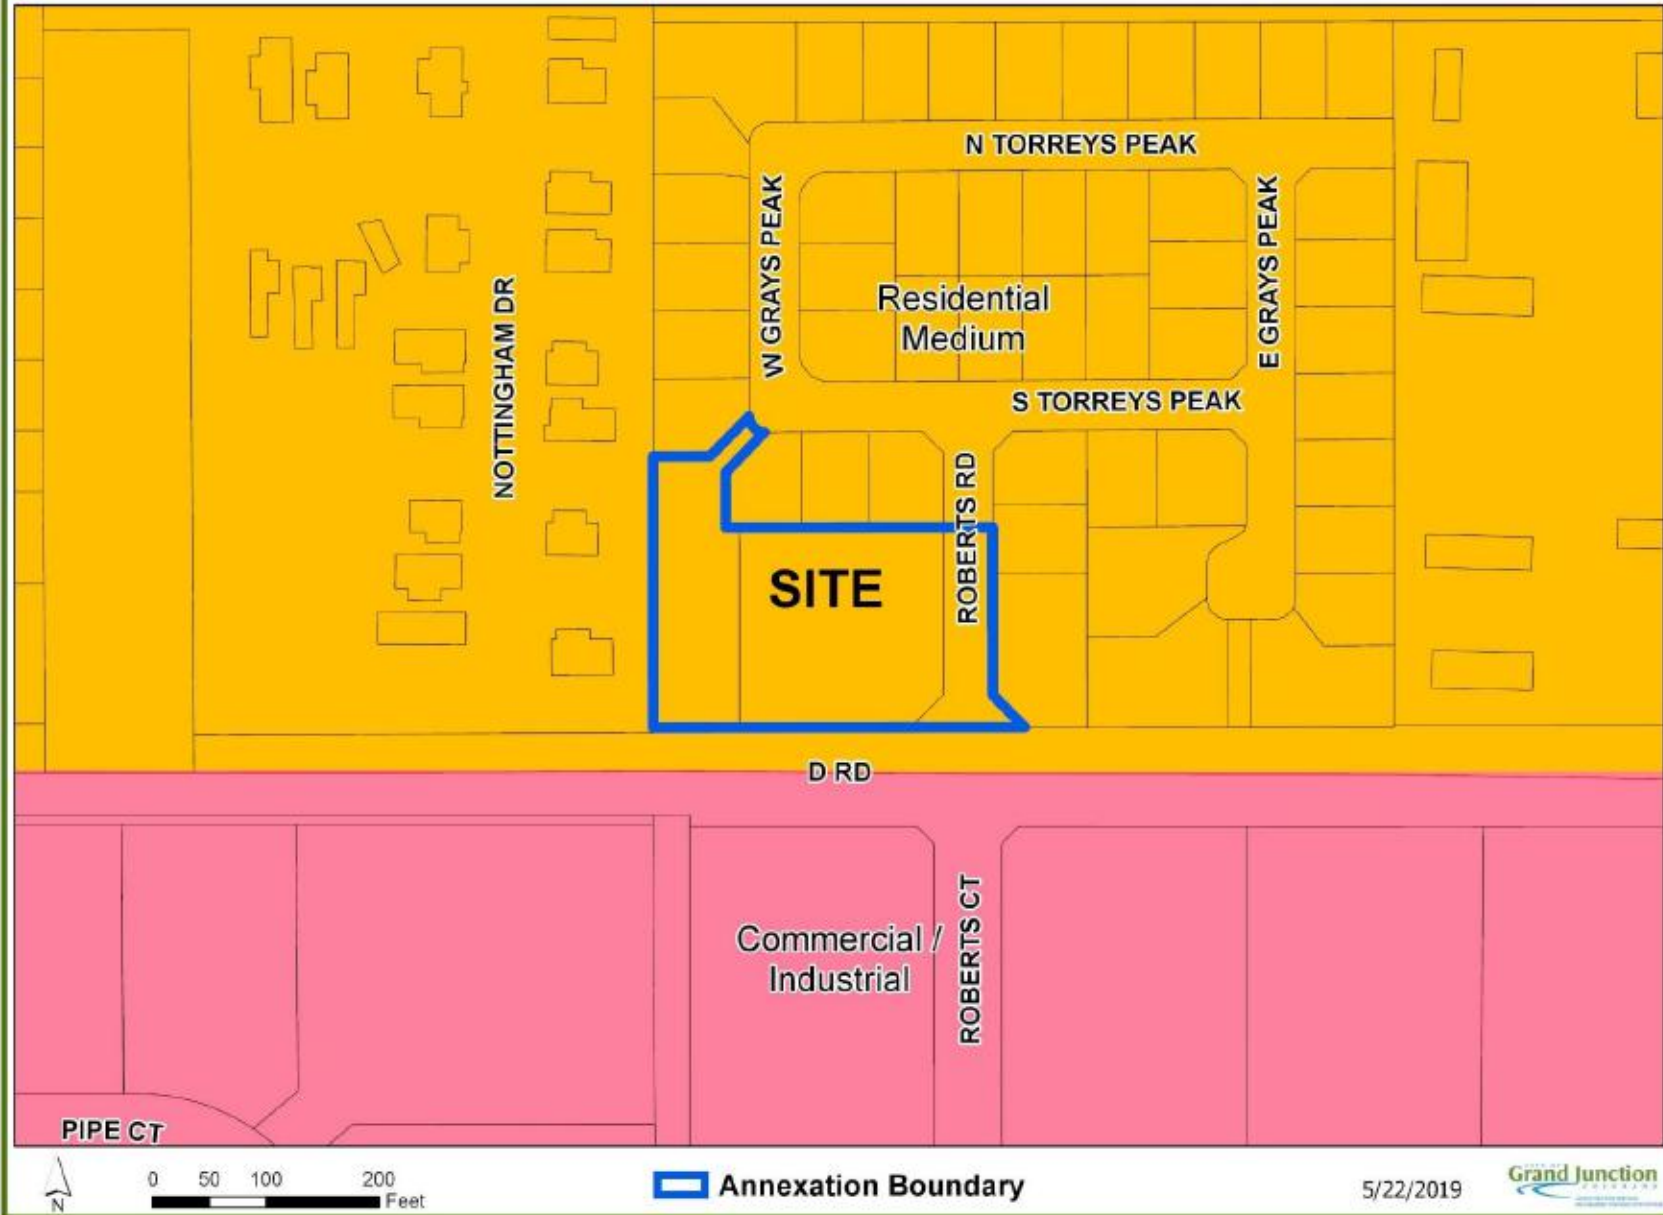 N TORREYS PEAK
W GRAYS PEAK
E GRAYS PEAK
Residential
Medium
NOTTINGHAM DR
S TORREYS PEAK
ROBERTS RD
SITE
D RD
Commercial /
Industrial
ROBERTS CT
PIPE CT
N
0 50 100 200
Feet
Annexation Boundary
5/22/2019
Grand Junction